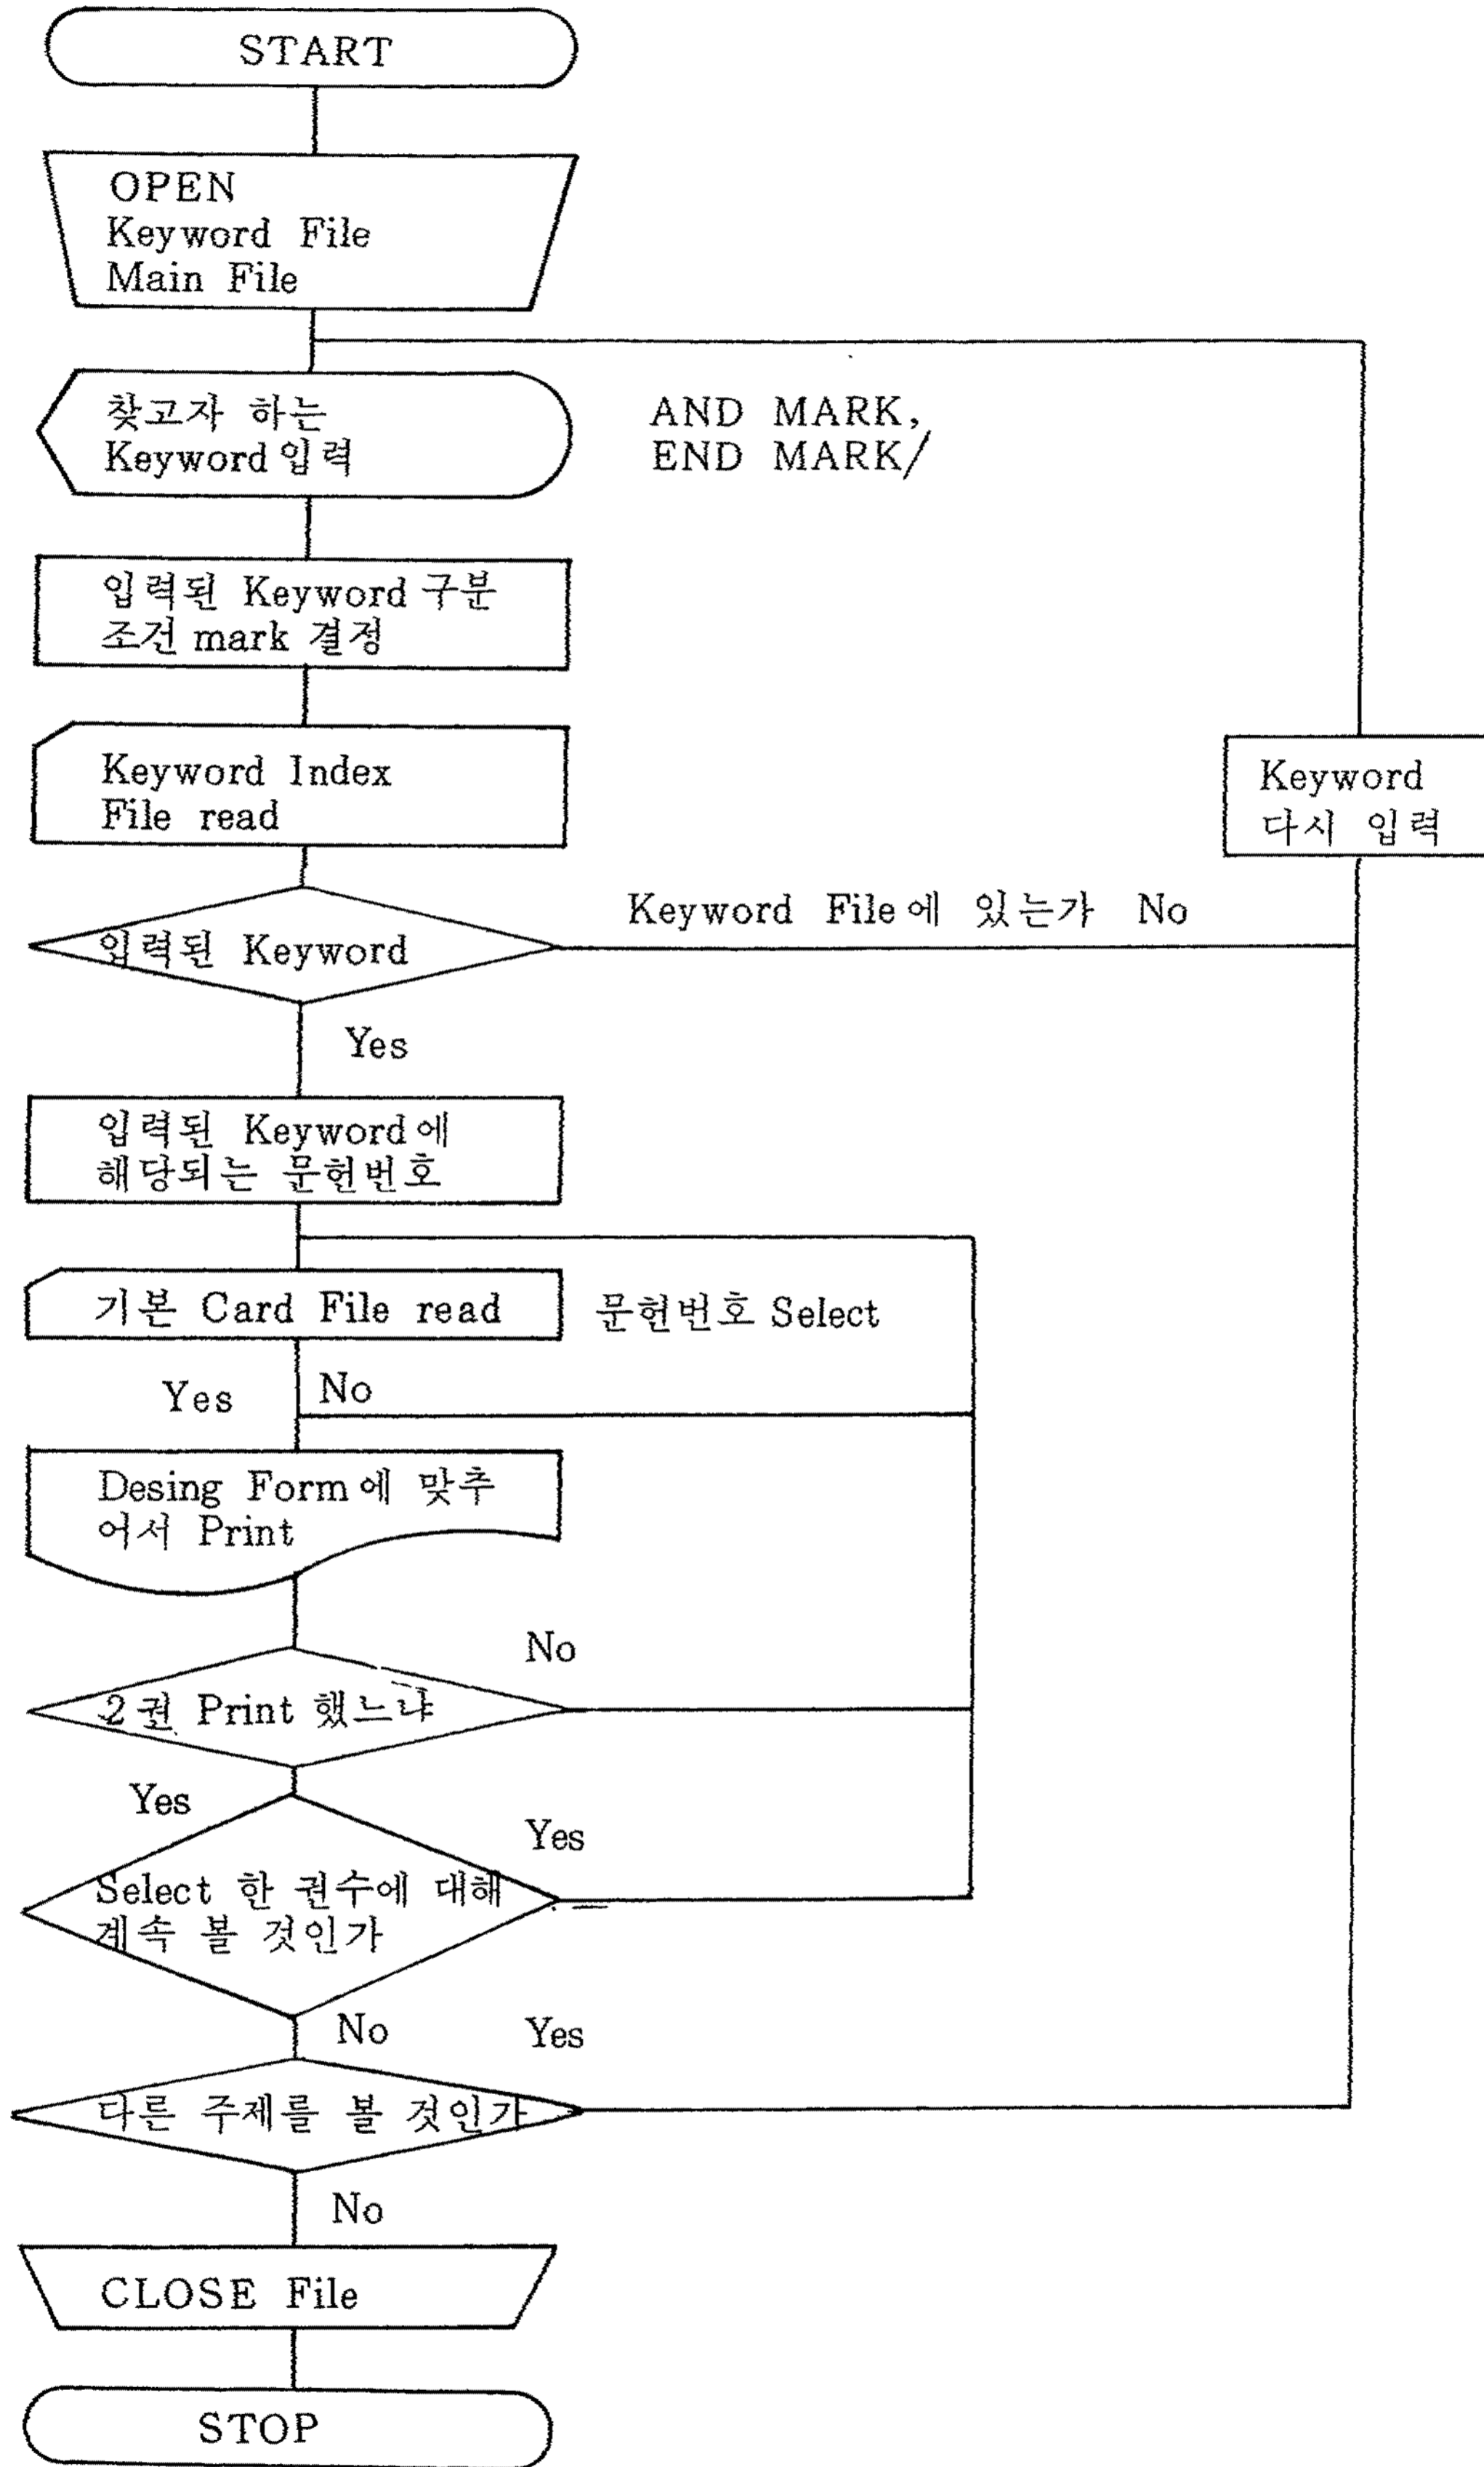 START
OPEN
Keyword File
Main File
찾고자 하는
Keyword 입력
AND MARK,
END MARK/
입력된 Keyword 구분
조건 mark 결정
Keyword Index
File read
Keyword
다시 입력
Keyword File에 있는가 No
입력된 Keyword
Yes
입력된 Keyword에
해당되는 문헌번호
기본 Card File read
문헌번호 Select
Yes
No
Desing Form에 맞추
어서 Print
No
2권 Print 했느냐
Yes
Yes
Select 한 권수에 대해
계속 볼 것인가
No
Yes
다른 주제를 볼 것인가
No
CLOSE File
STOP